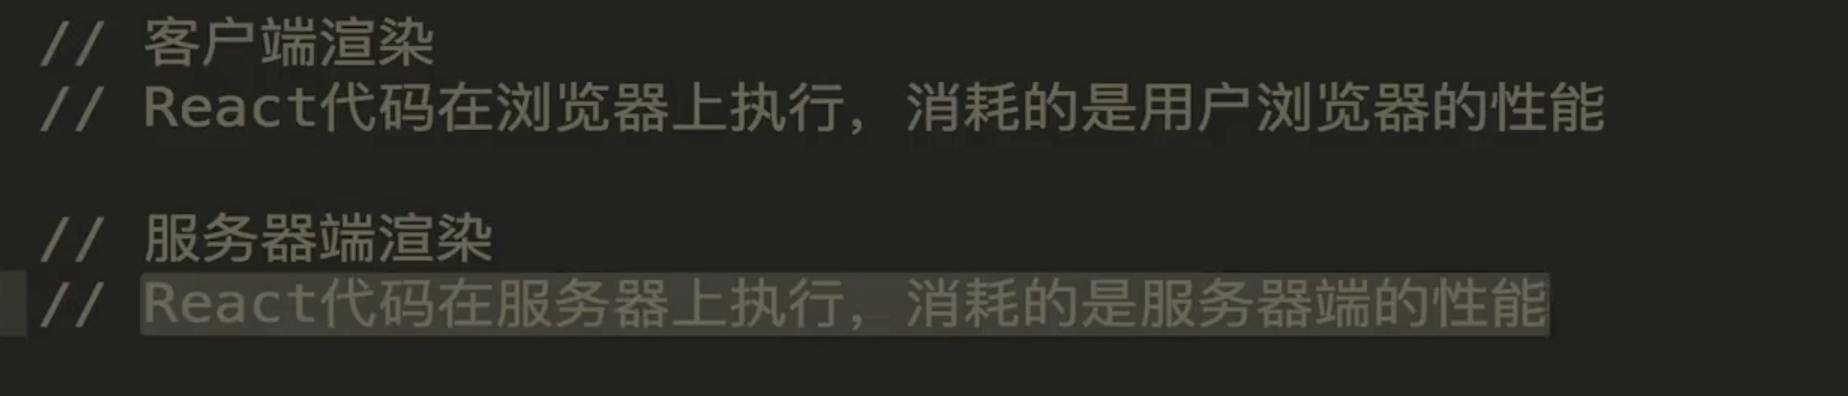 // 客户端渲染
// React代码在浏览器上执行，消耗的是用户浏览器的性能
// 服务器端渲染
// React代码在服务器上执行，消耗的是服务器端的性能